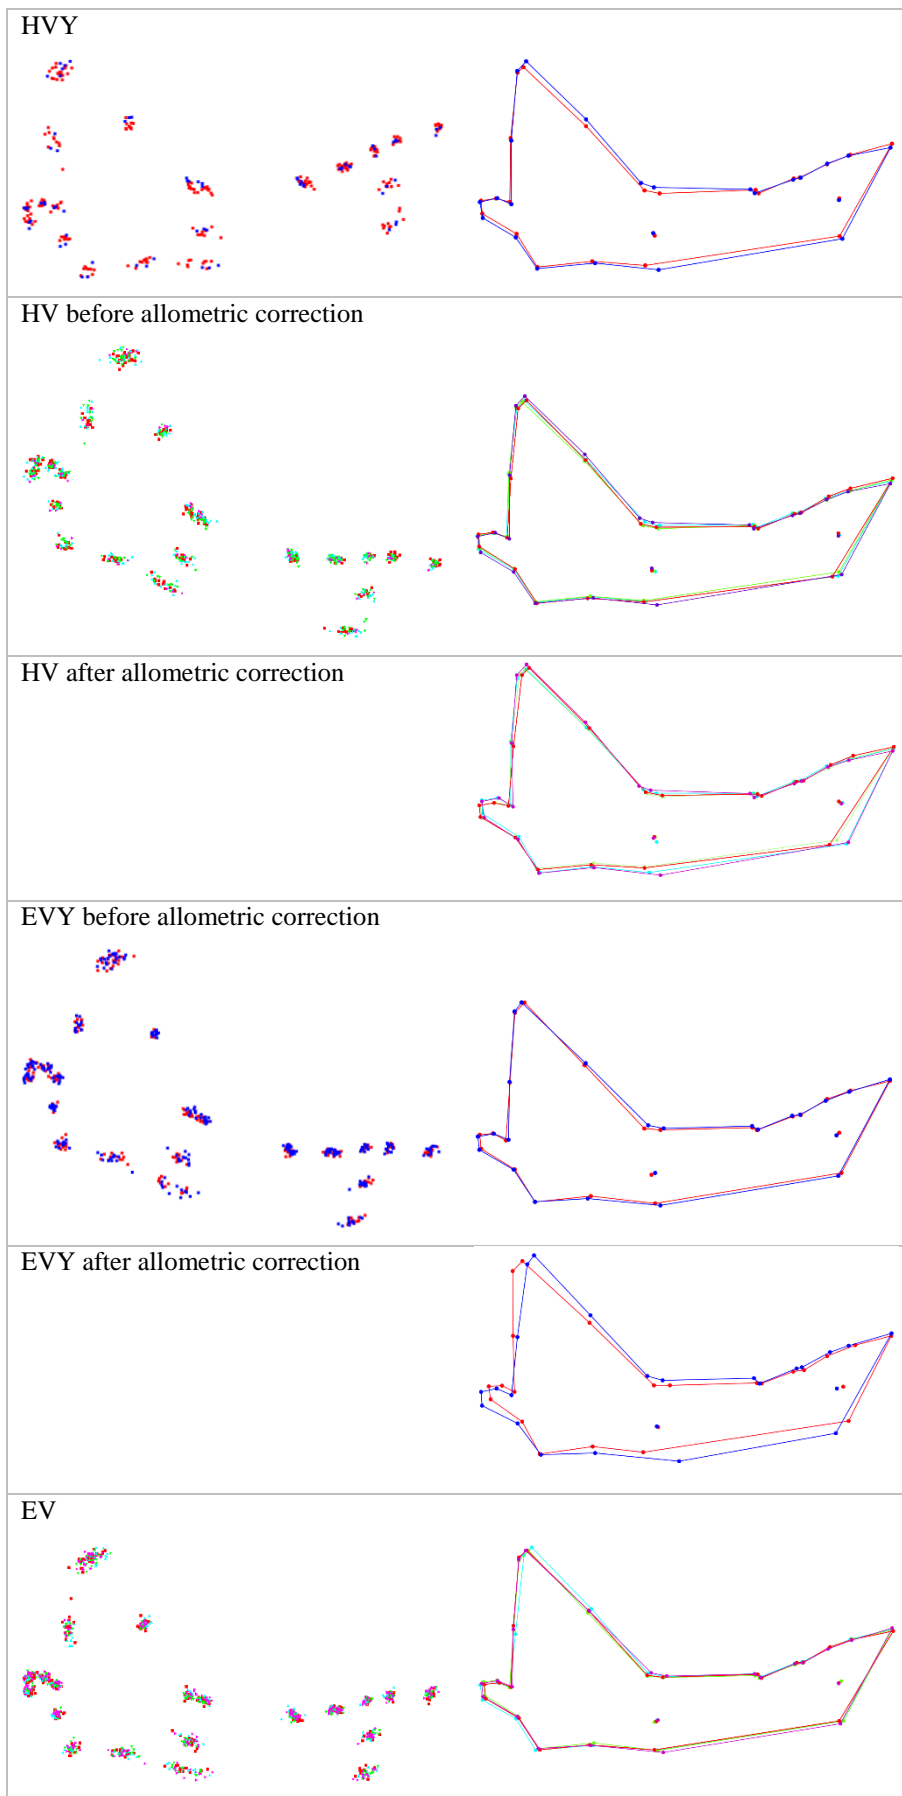 HVY
HV before allometric correction
HV after allometric correction
EVY before allometric correction
EVY after allometric correction
EV